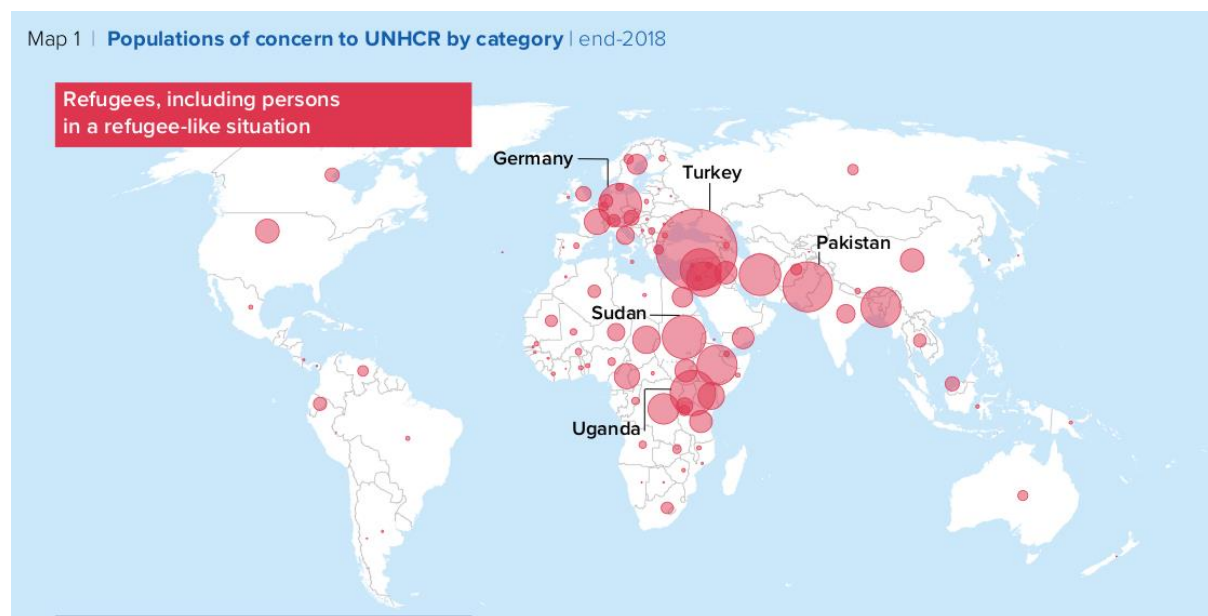 Map 1 | Populations of concern to UNHCR by category | end-2018
Refugees, including persons
in a refugee-like situation
Germany
Turkey
Pakistan
Sudan
Uganda